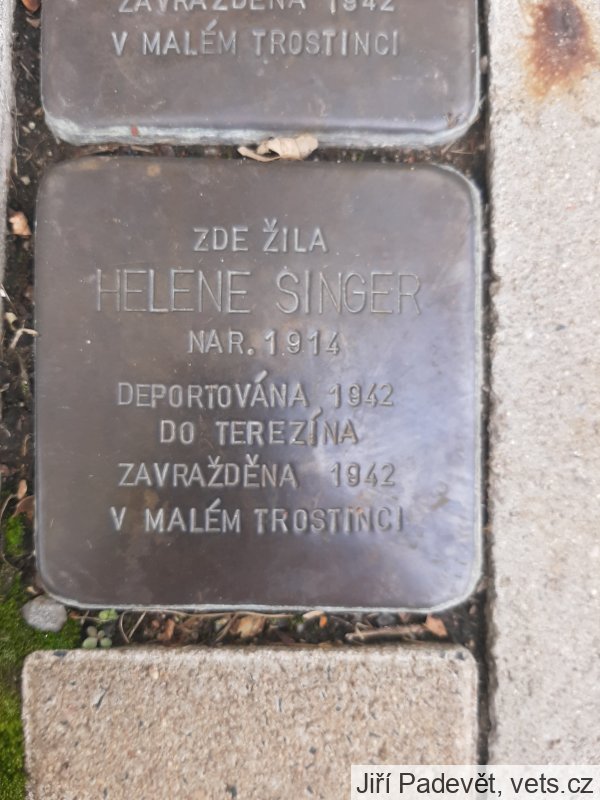 ZAVRAŽDĚNA 1942
V MALÉM TROSTINCI
ZDE ŽILA
HELENE SINGER
NAR. 1914
DEPORTOVÁNA 1942
DO TEREZÍNA
ZAVRAŽDĚNA 1942
V MALÉM TROSTINCI
Jiří Padevět, vets.cz